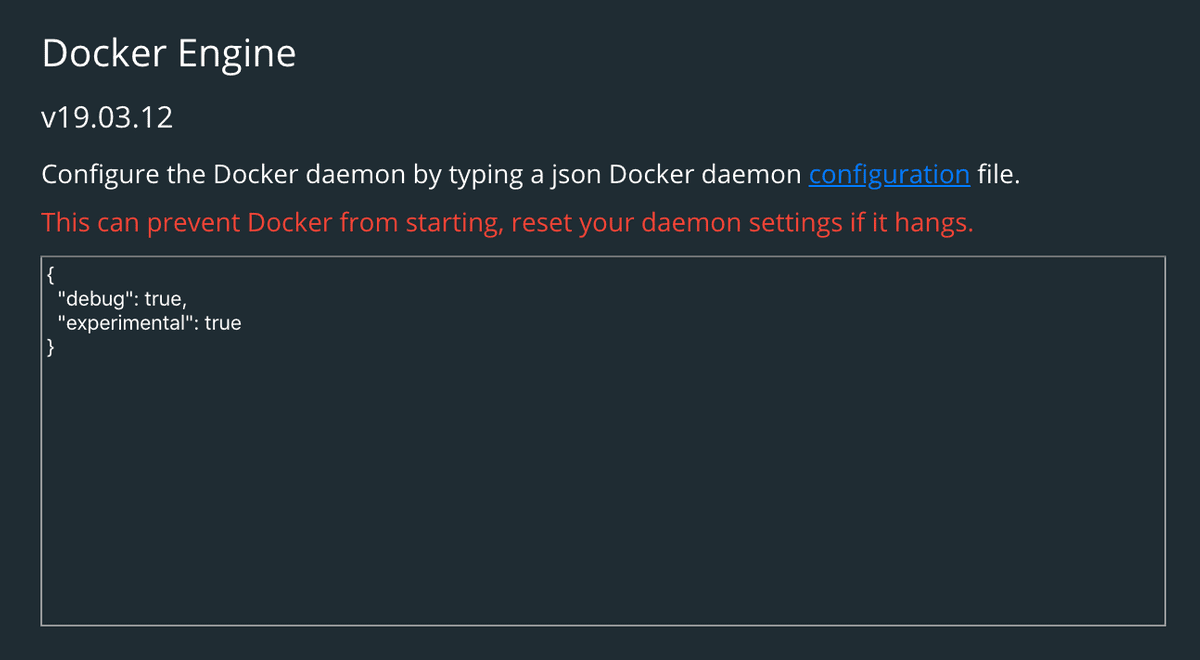 Docker Engine
v19.03.12
Configure the Docker daemon by typing a json Docker daemon configuration file.
This can prevent Docker from starting, reset your daemon settings if it hangs.
{
  "debug": true,
  "experimental": true
}